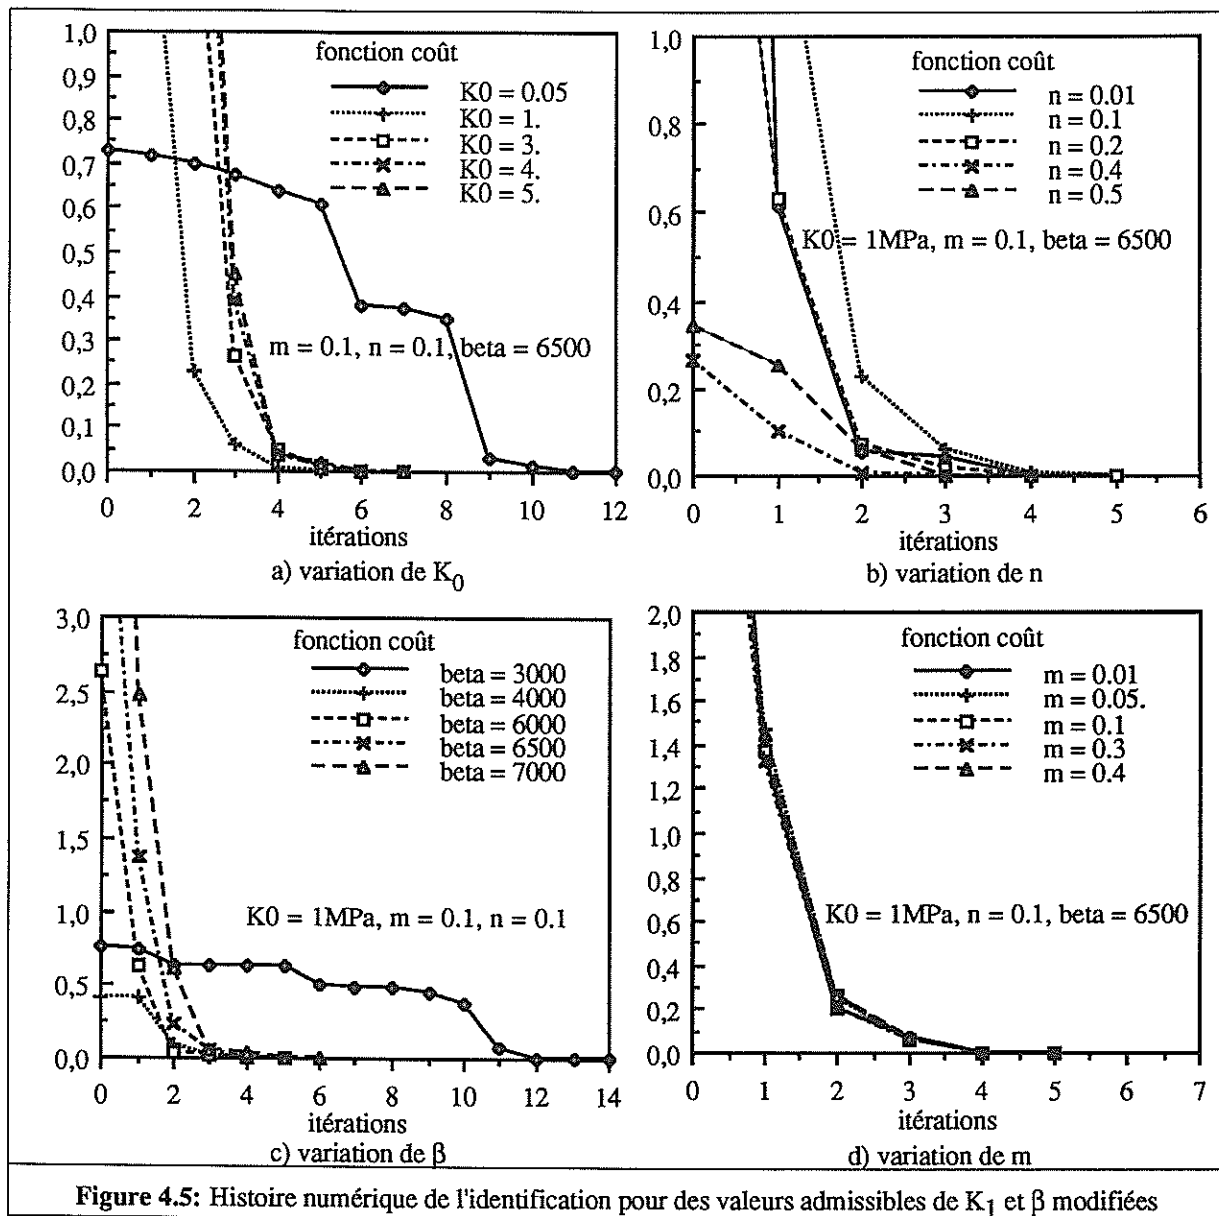 fonction coût
K0 = 0.05
K0 = 1.
K0 = 3.
K0 = 4.
K0 = 5.
m = 0.1, n = 0.1, beta = 6500
1,0
0,9
0,8
0,7
0,6
0,5
0,4
0,3
0,2
0,1
0,0
0 2 4 6 8 10 12
itérations
a) variation de K0
fonction coût
n = 0.01
n = 0.1
n = 0.2
n = 0.4
n = 0.5
K0 = 1MPa, m = 0.1, beta = 6500
1,0
0,8
0,6
0,4
0,2
0,0
0 1 2 3 4 5 6
itérations
b) variation de n
fonction coût
beta = 3000
beta = 4000
beta = 6000
beta = 6500
beta = 7000
K0 = 1MPa, m = 0.1, n = 0.1
3,0
2,5
2,0
1,5
1,0
0,5
0,0
0 2 4 6 8 10 12 14
itérations
c) variation de β
fonction coût
m = 0.01
m = 0.05.
m = 0.1
m = 0.3
m = 0.4
K0 = 1MPa, n = 0.1, beta = 6500
2,0
1,8
1,6
1,4
1,2
1,0
0,8
0,6
0,4
0,2
0,0
0 1 2 3 4 5 6 7
itérations
d) variation de m
Figure 4.5: Histoire numérique de l'identification pour des valeurs admissibles de K1 et β modifiées